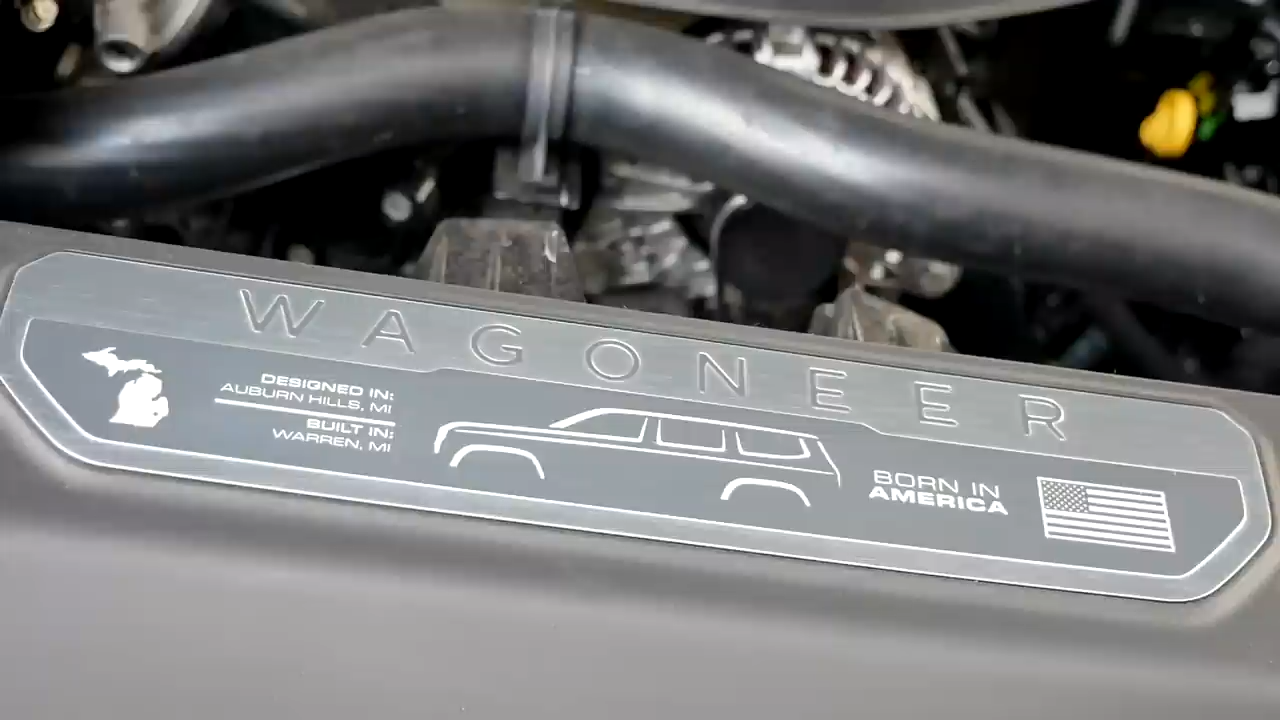 WAGONEER
DESIGNED IN:
AUBURN HILLS, MI
BUILT IN:
WARREN, MI
BORN IN
AMERICA